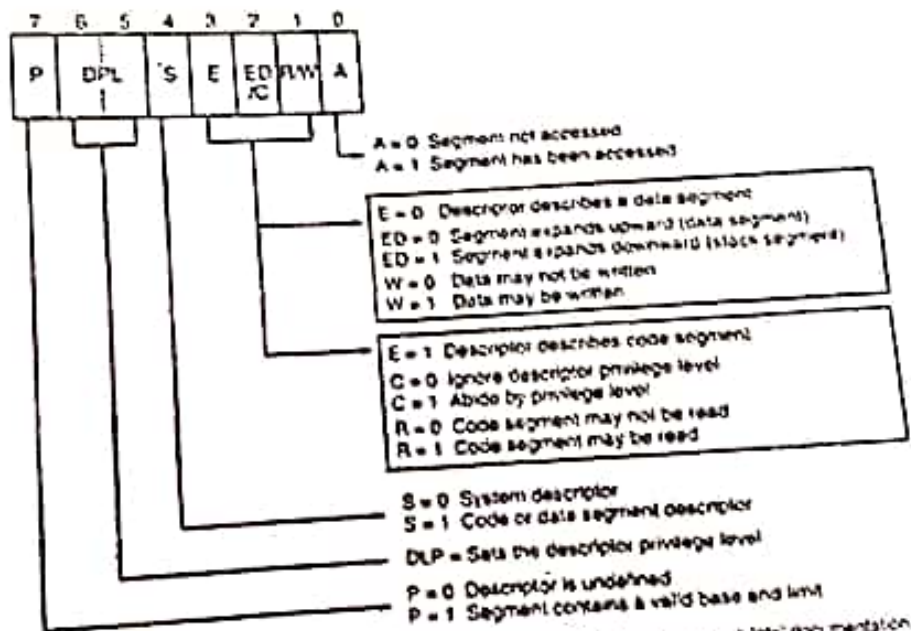 7 6 5 4 3 2 1 0
P DPL S E ED/C R/W A
A = 0 Segment not accessed
A = 1 Segment has been accessed
E = 0 Descriptor describes a data segment
ED = 0 Segment expands upward (data segment)
ED = 1 Segment expands downward (stack segment)
W = 0 Data may not be written
W = 1 Data may be written
E = 1 Descriptor describes code segment
C = 0 Ignore descriptor privilege level
C = 1 Abide by privilege level
R = 0 Code segment may not be read
R = 1 Code segment may be read
S = 0 System descriptor
S = 1 Code or data segment descriptor
DLP = Sets the descriptor privilege level
P = 0 Descriptor is undefined
P = 1 Segment contains a valid base and limit
documentation